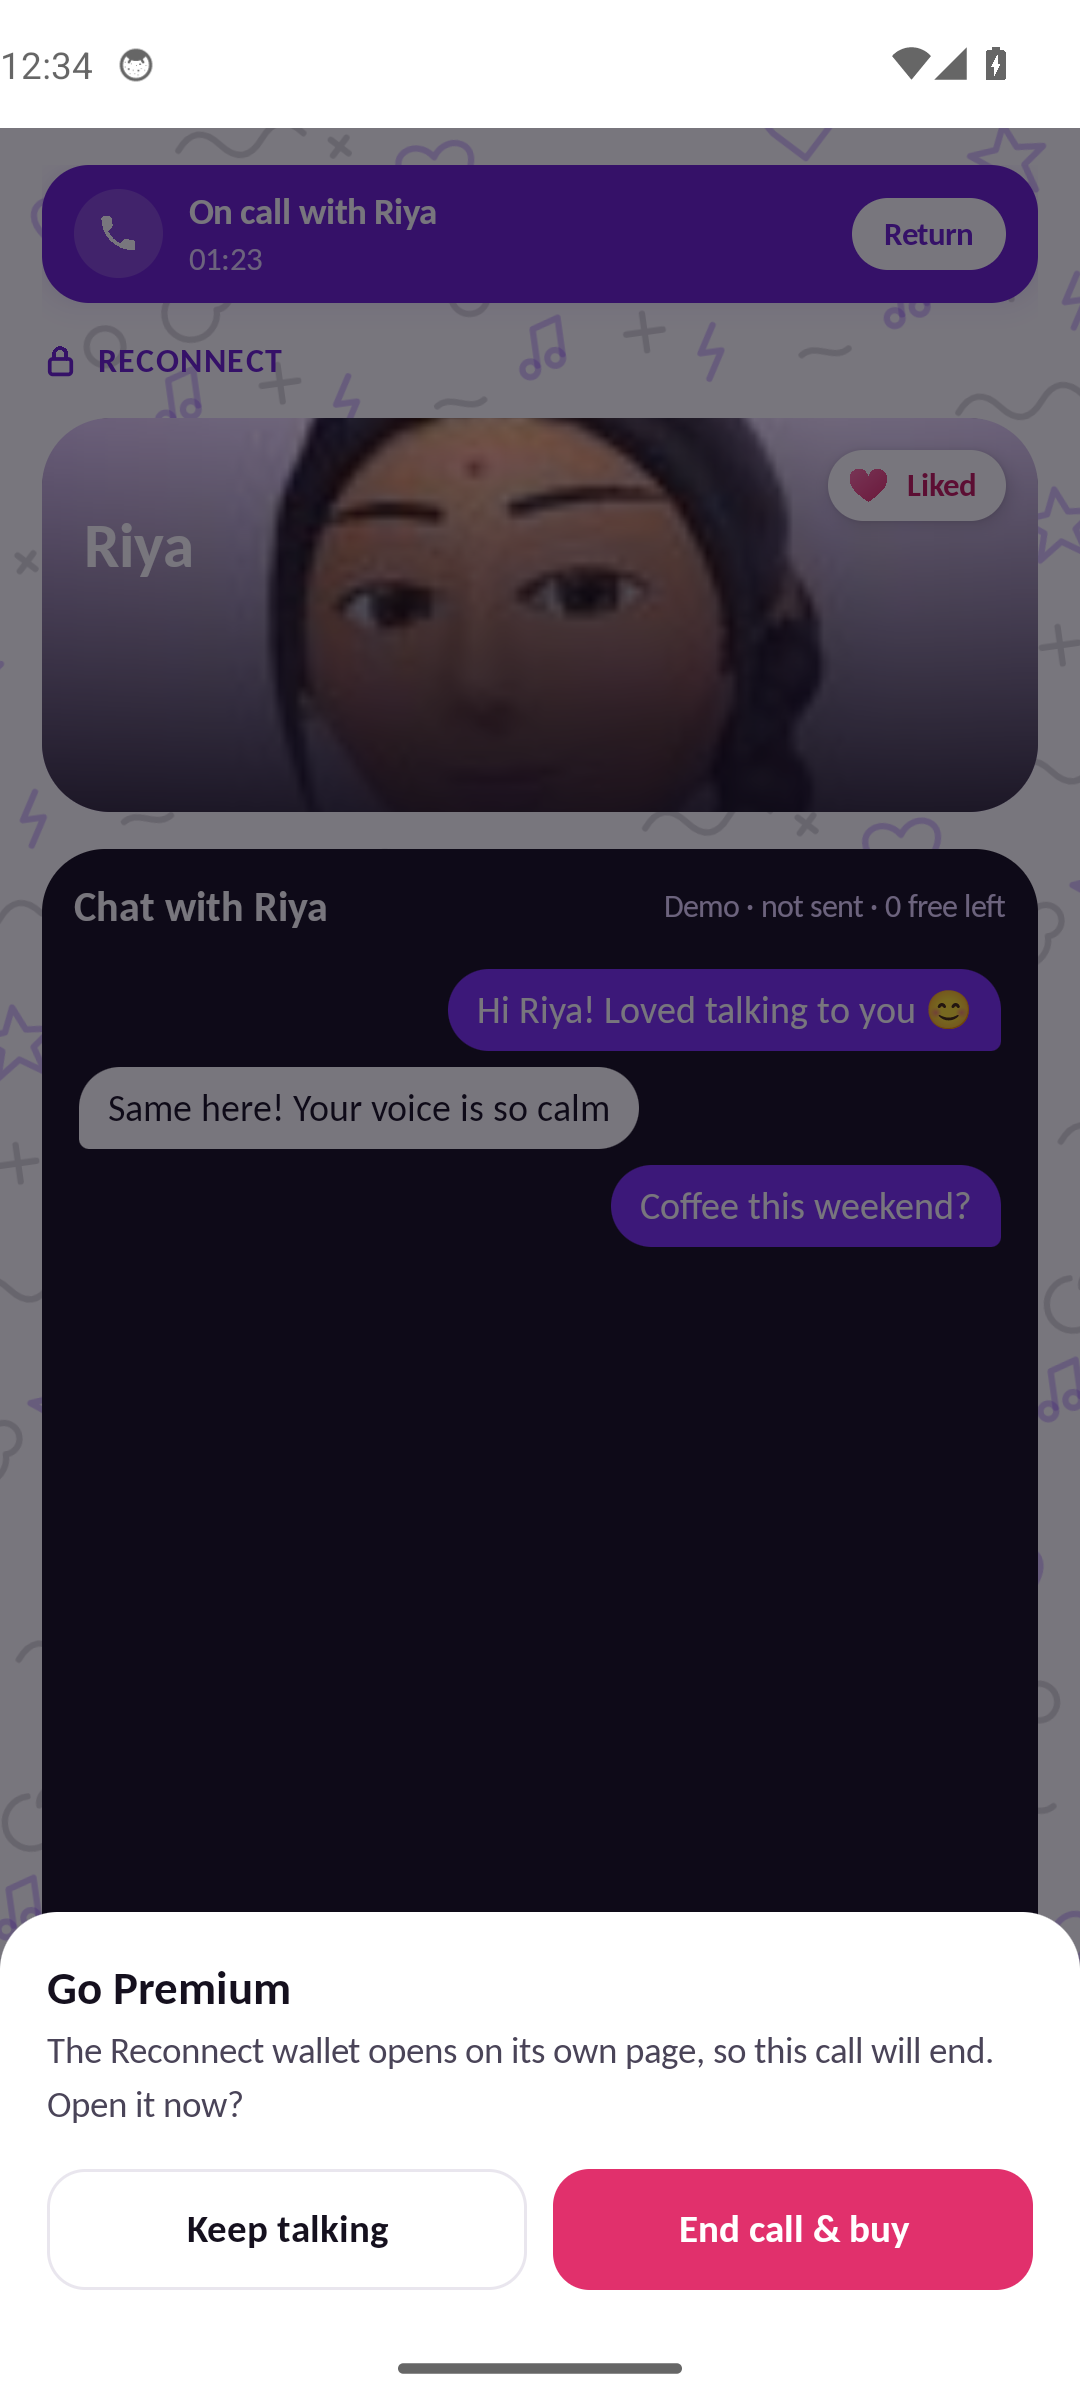 12:34
On call with Riya
01:23
Return
RECONNECT
Liked
Riya
Chat with Riya
Demo · not sent · 0 free left
Hi Riya! Loved talking to you 😊
Same here! Your voice is so calm
Coffee this weekend?
Go Premium
The Reconnect wallet opens on its own page, so this call will end.
Open it now?
Keep talking
End call & buy